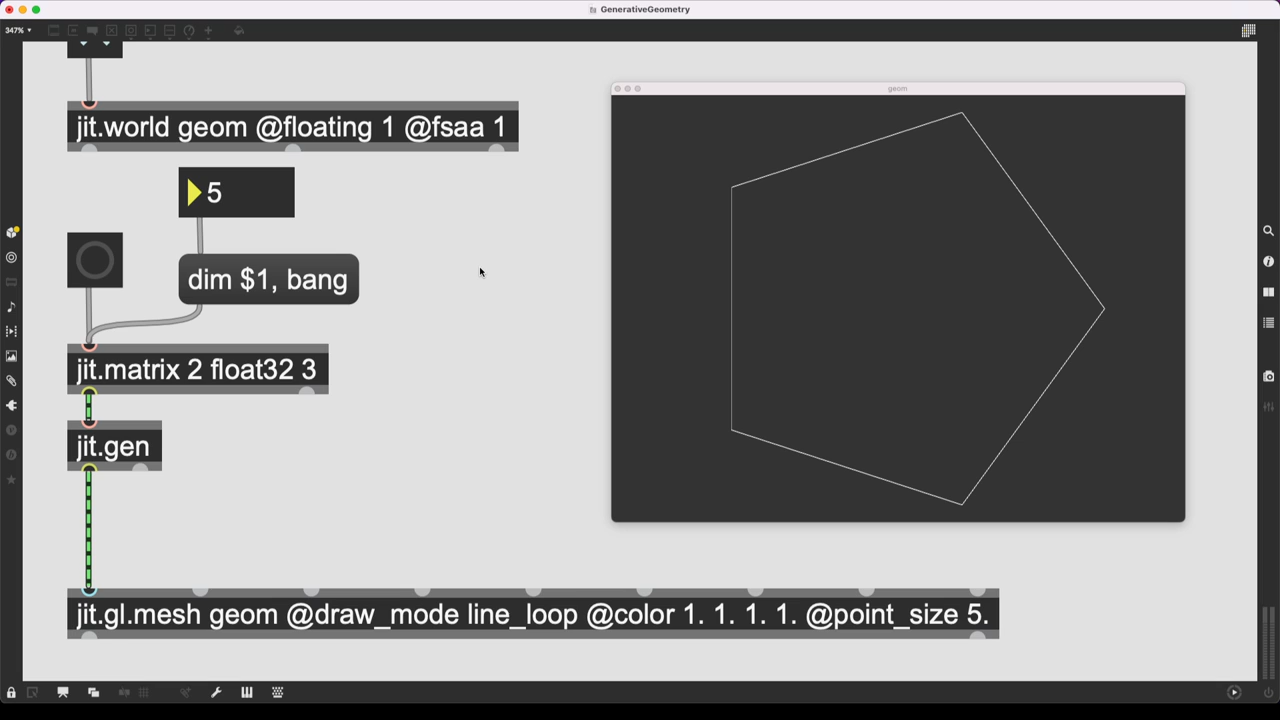 GenerativeGeometry
347%
geom
jit.world geom @floating 1 @fsaa 1
5
dim $1, bang
jit.matrix 2 float32 3
jit.gen
jit.gl.mesh geom @draw_mode line_loop @color 1. 1. 1. 1. @point_size 5.